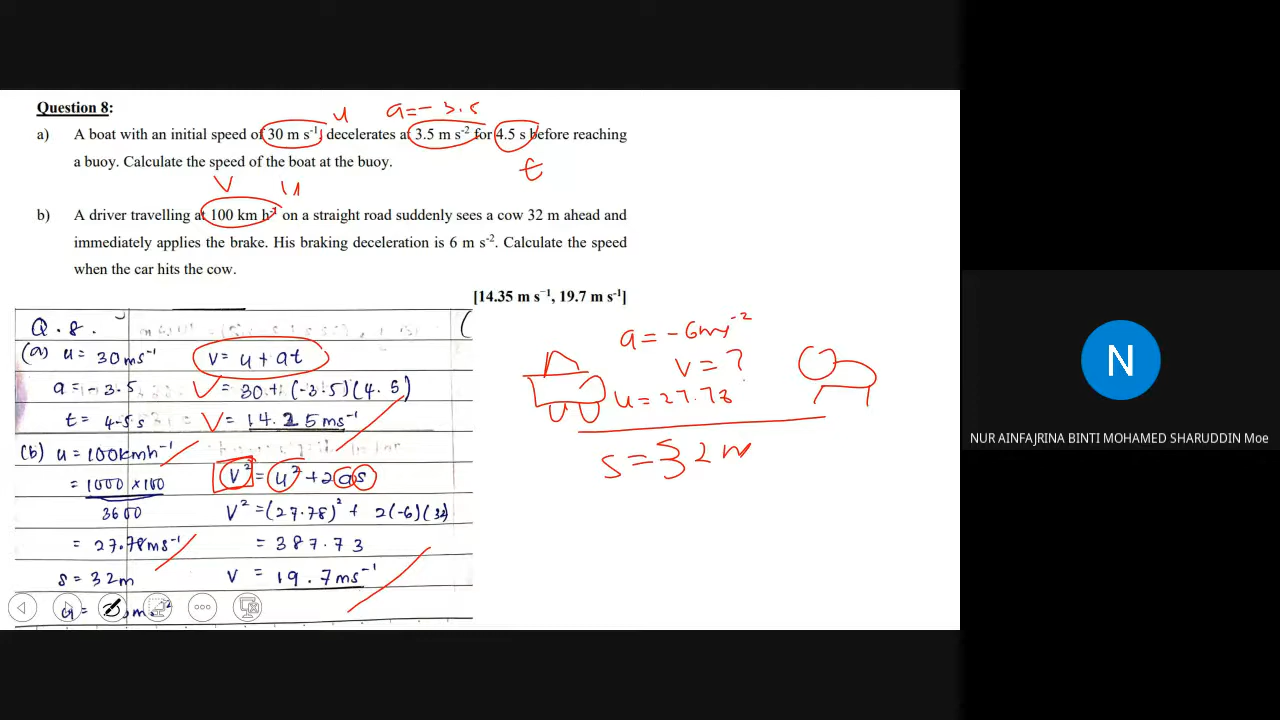 Question 8:
u a = - 3.5
a) A boat with an initial speed of 30 m s-1, decelerates at 3.5 m s-2 for 4.5 s before reaching
a buoy. Calculate the speed of the boat at the buoy.
t
V u
b) A driver travelling at 100 km h-1 on a straight road suddenly sees a cow 32 m ahead and
immediately applies the brake. His braking deceleration is 6 m s-2. Calculate the speed
when the car hits the cow.
[14.35 m s−1, 19.7 m s-1]
Q. 8.
(a) u = 30ms-1 v = u + at
a = -3.5 V = 30 + (-3.5)(4.5)
t = 4.5 s V = 14.25 ms-1
(b) u = 100kmh-1
V2 = u2 + 2as
= 1000 x 100
3600
V2 = (27.78)2 + 2(-6)(32)
= 27.78ms-1 = 387.73
s = 32m V = 19.7ms-1
a = -6ms-2
v = ?
u = 27.78
s = 32 m
N
NUR AINFAJRINA BINTI MOHAMED SHARUDDIN Moe